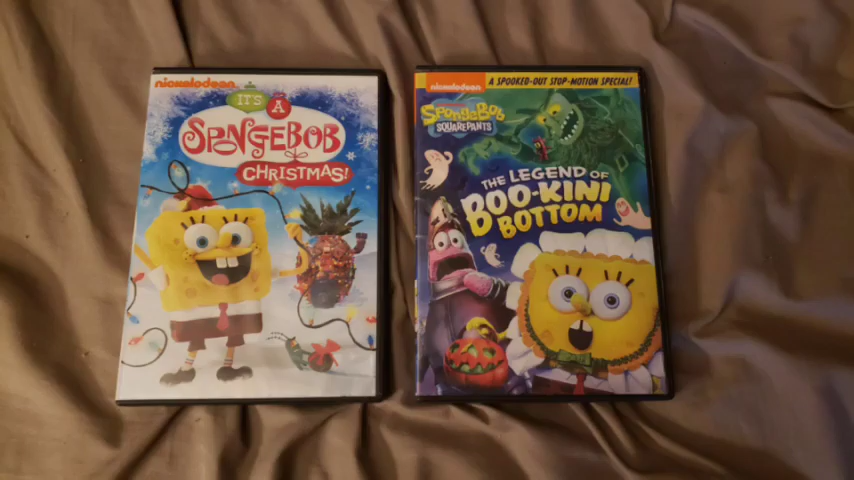 nickelodeon
IT'S A
SPONGEBOB
CHRISTMAS!
nickelodeon
A SPOOKED-OUT STOP-MOTION SPECIAL!
SpongeBob
SQUAREPANTS
THE LEGEND OF
BOO-KINI
BOTTOM